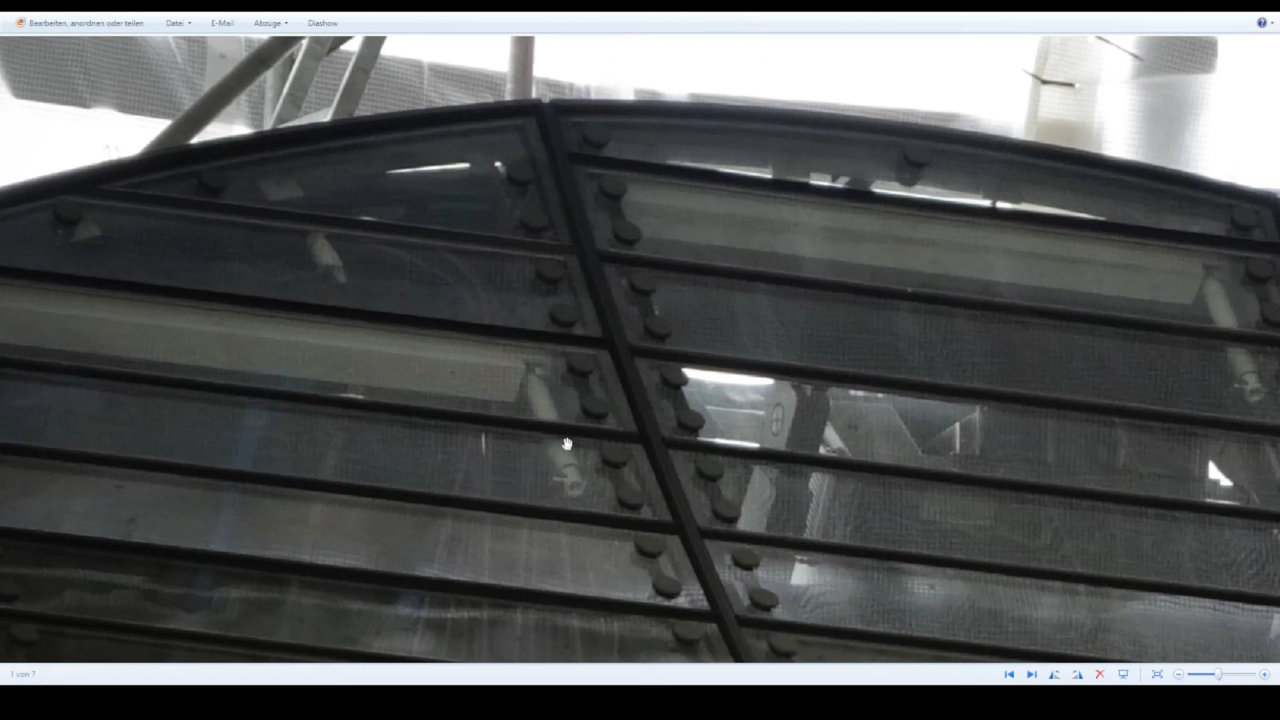 Bearbeiten, anordnen oder teilen Datei E-Mail Abzüge Diashow
1 von 7